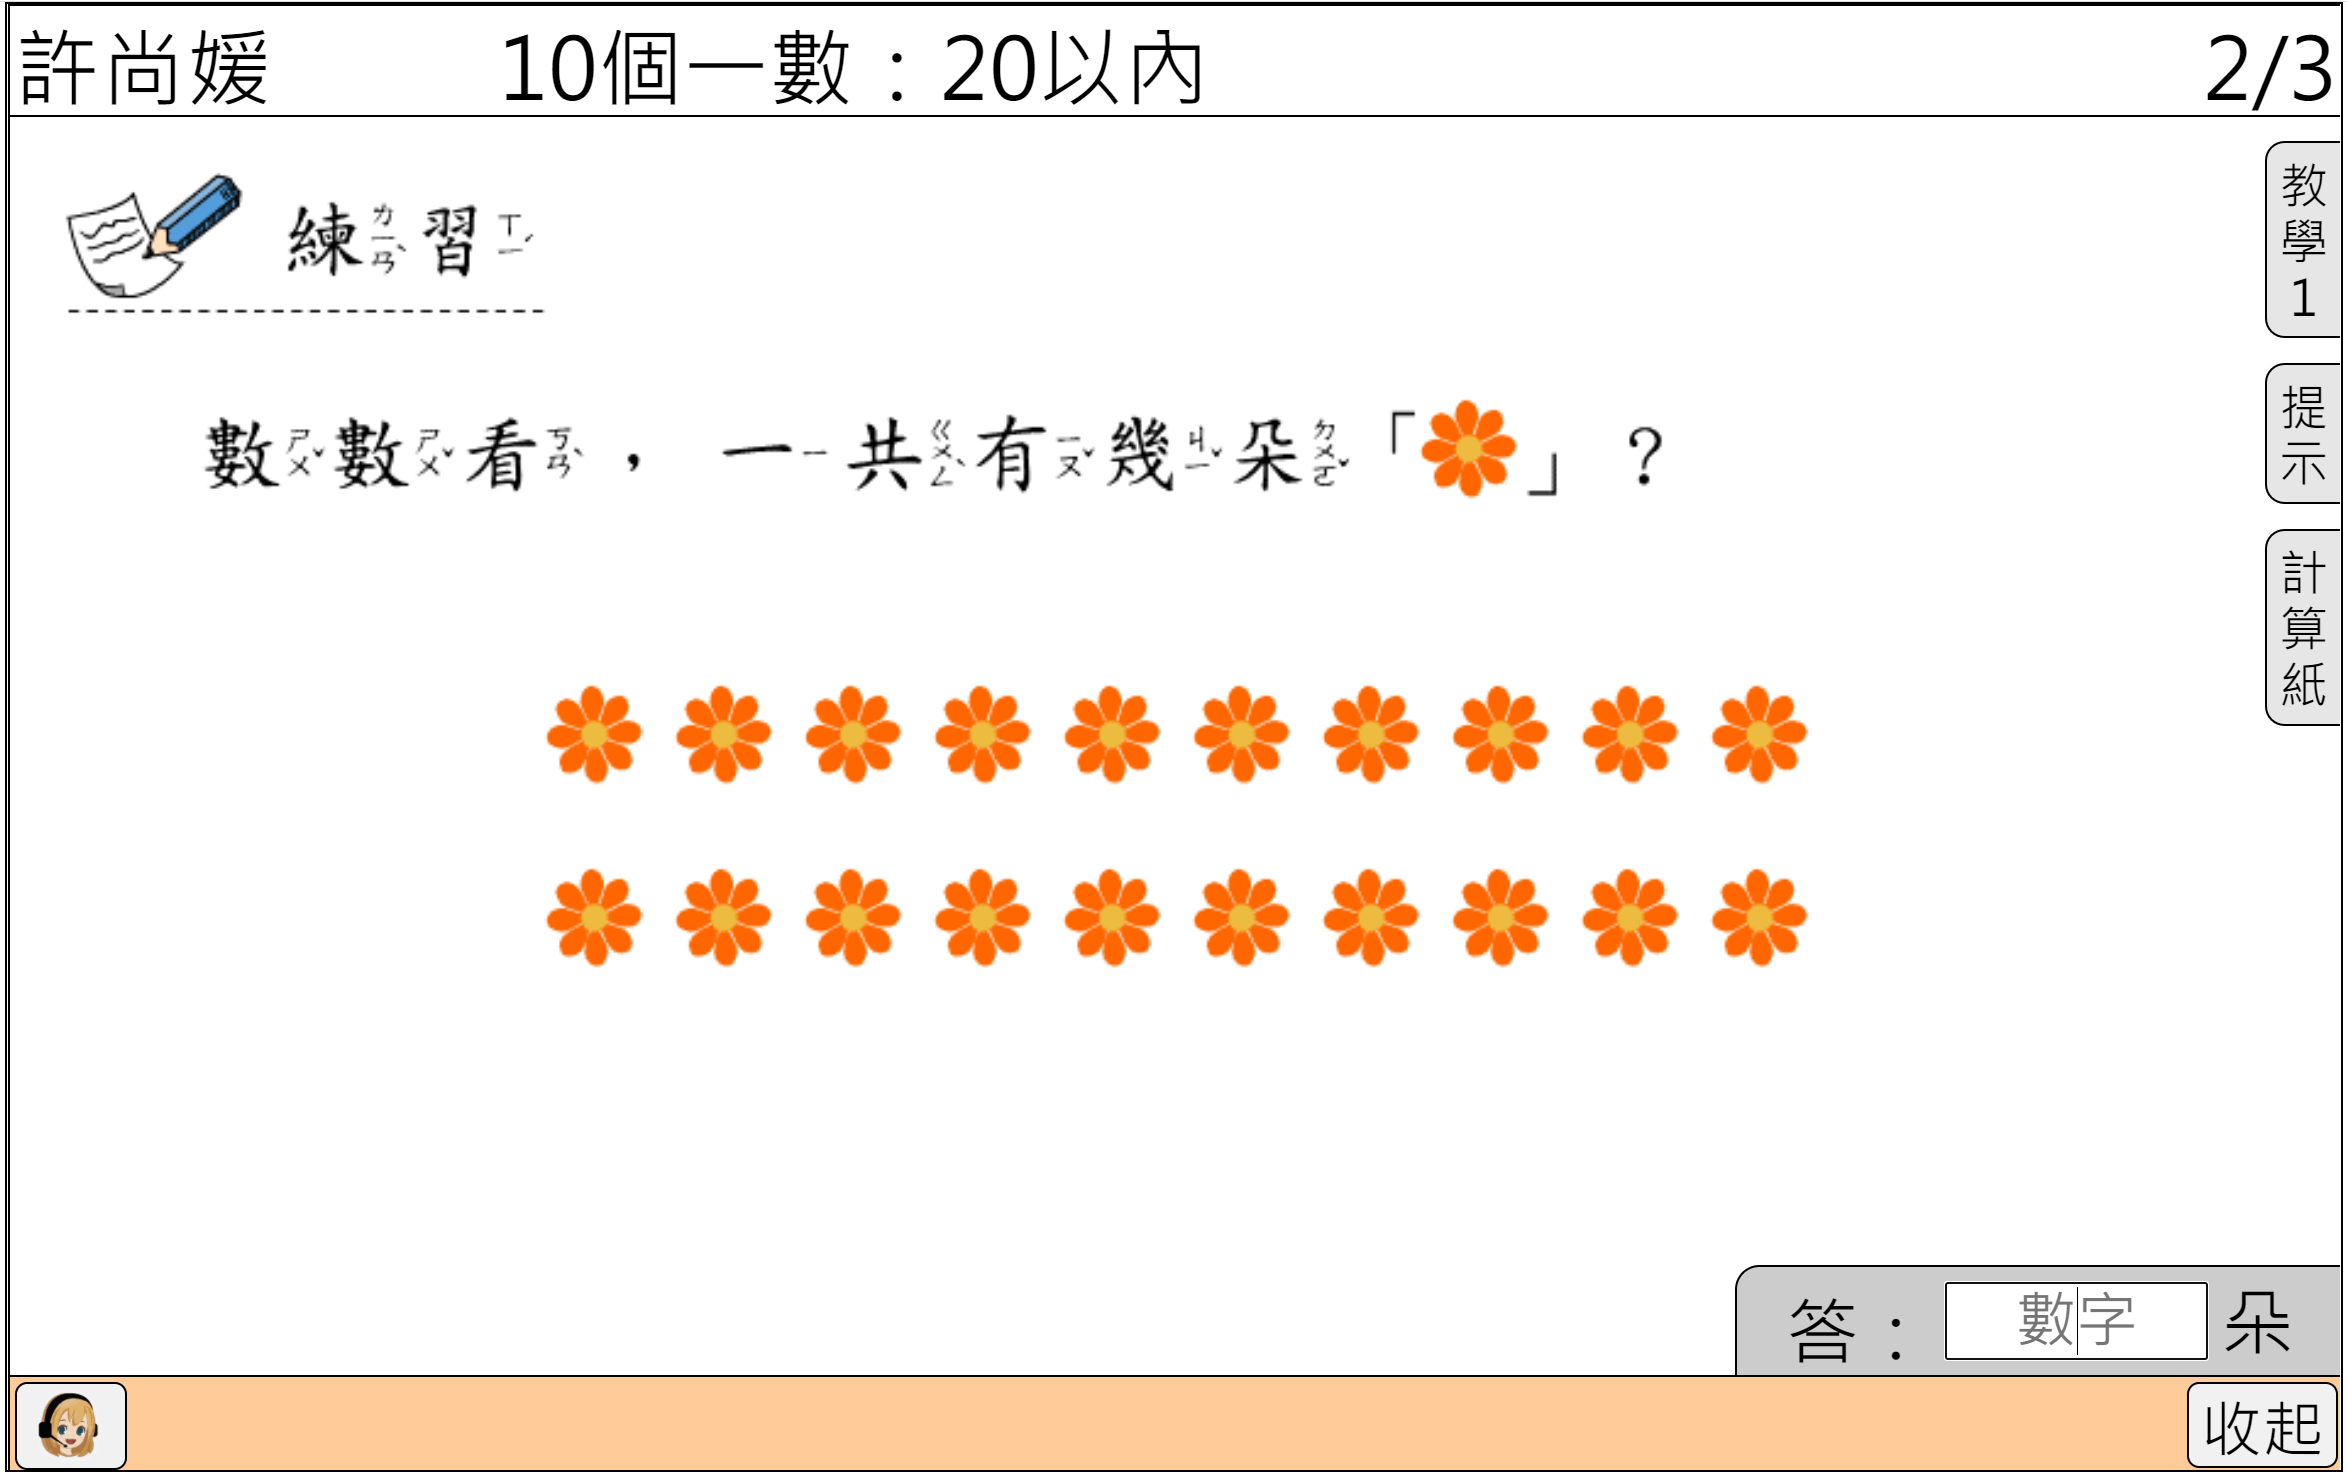 許尚媛 10個一數：20以內 2/3
練ㄌㄧㄢˋ習ㄒㄧˊ
數ㄕㄨˇ數ㄕㄨˇ看ㄎㄢˋ，一ㄧ共ㄍㄨㄥˋ有ㄧㄡˇ幾ㄐㄧˇ朵ㄉㄨㄛˇ「」？
教學1
提示
計算紙
答：數字朵
收起